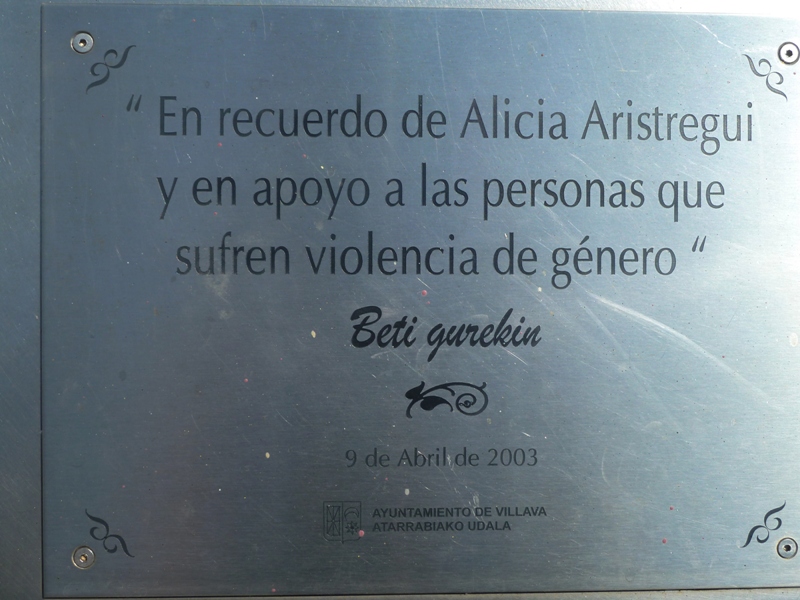 “ En recuerdo de Alicia Aristregui
y en apoyo a las personas que
sufren violencia de género “
Beti gurekin
9 de Abril de 2003
AYUNTAMIENTO DE VILLAVA
ATARRABIAKO UDALA